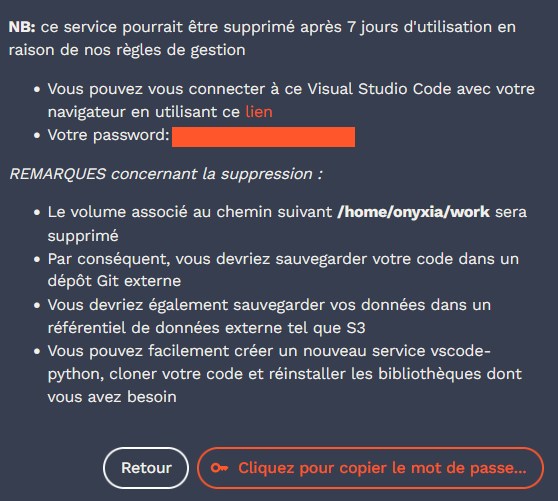 NB: ce service pourrait être supprimé après 7 jours d'utilisation en
raison de nos règles de gestion
• Vous pouvez vous connecter à ce Visual Studio Code avec votre
navigateur en utilisant ce lien
• Votre password:
REMARQUES concernant la suppression :
• Le volume associé au chemin suivant /home/onyxia/work sera
supprimé
• Par conséquent, vous devriez sauvegarder votre code dans un
dépôt Git externe
• Vous devriez également sauvegarder vos données dans un
référentiel de données externe tel que S3
• Vous pouvez facilement créer un nouveau service vscode-
python, cloner votre code et réinstaller les bibliothèques dont
vous avez besoin
Retour
Cliquez pour copier le mot de passe...